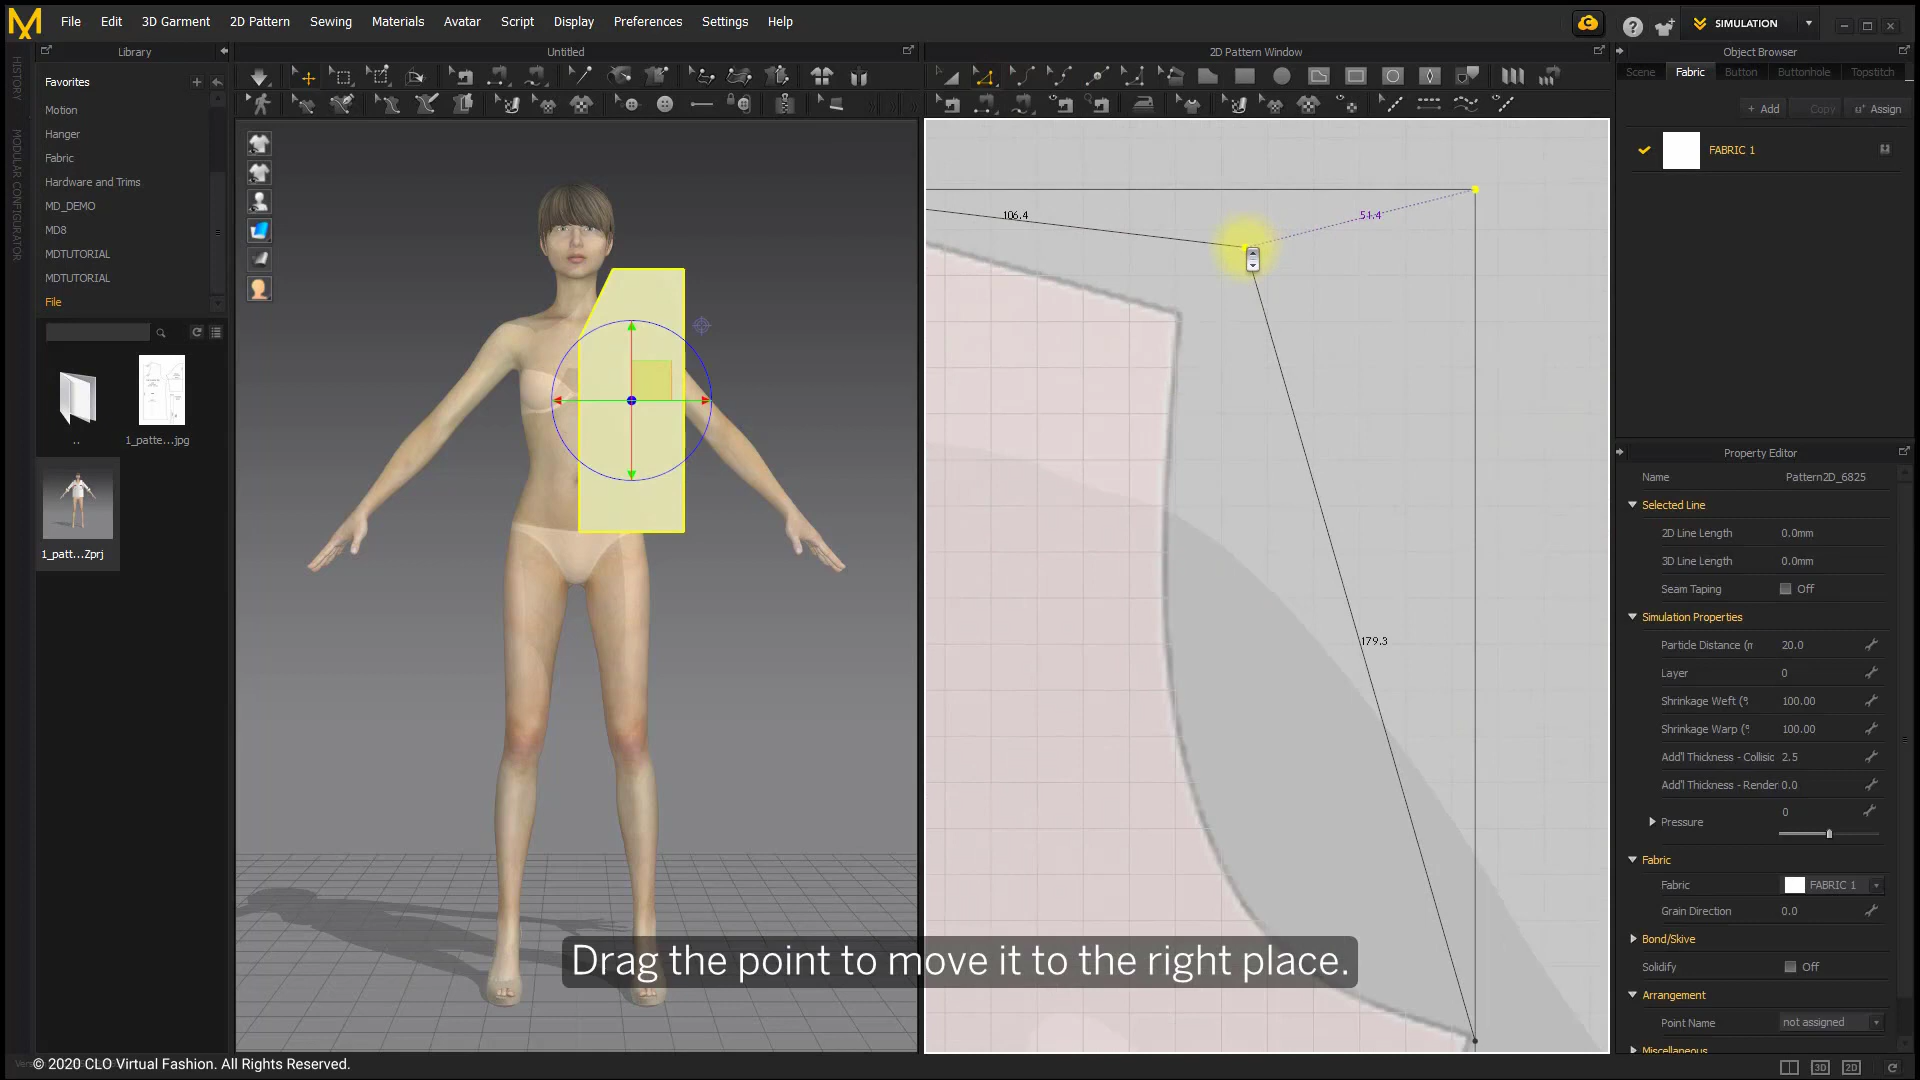 File Edit 3D Garment 2D Pattern Sewing Materials Avatar Script Display Preferences Settings Help
SIMULATION
Library
Untitled
2D Pattern Window
Object Browser
HISTORY
MODULAR CONFIGURATOR
Favorites
Motion
Hanger
Fabric
Hardware and Trims
MD_DEMO
MD8
MDTUTORIAL
MDTUTORIAL
File
..
1_patte...jpg
1_patt...Zprj
106.4
51.4
179.3
Scene Fabric Button Buttonhole Topstitch
+ Add Copy Assign
FABRIC 1
Property Editor
Name Pattern2D_6825
Selected Line
2D Line Length 0.0mm
3D Line Length 0.0mm
Seam Taping Off
Simulation Properties
Particle Distance (m 20.0
Layer 0
Shrinkage Weft (% 100.00
Shrinkage Warp (% 100.00
Add'l Thickness - Collisic 2.5
Add'l Thickness - Render 0.0
Pressure 0
Fabric
Fabric FABRIC 1
Grain Direction 0.0
Bond/Skive
Solidify Off
Arrangement
Point Name not assigned
Miscellaneous
Drag the point to move it to the right place.
© 2020 CLO Virtual Fashion. All Rights Reserved.
3D 2D